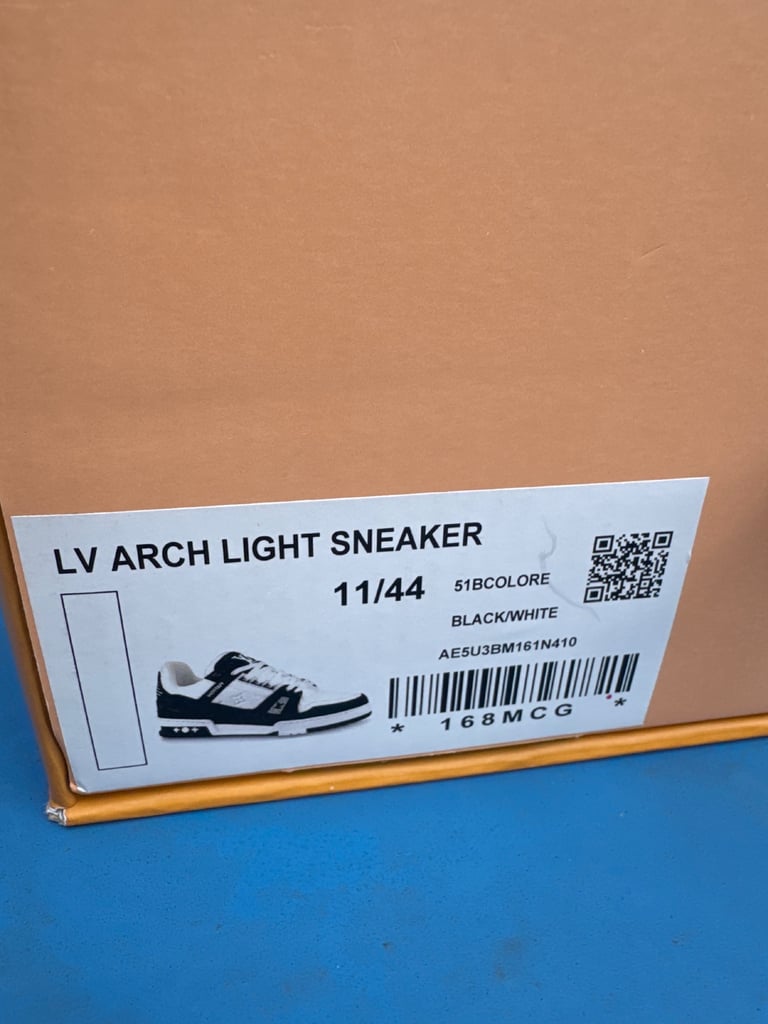 LV ARCH LIGHT SNEAKER
11/44 51BCOLORE
BLACK/WHITE
AE5U3BM161N410
* 168MCG *